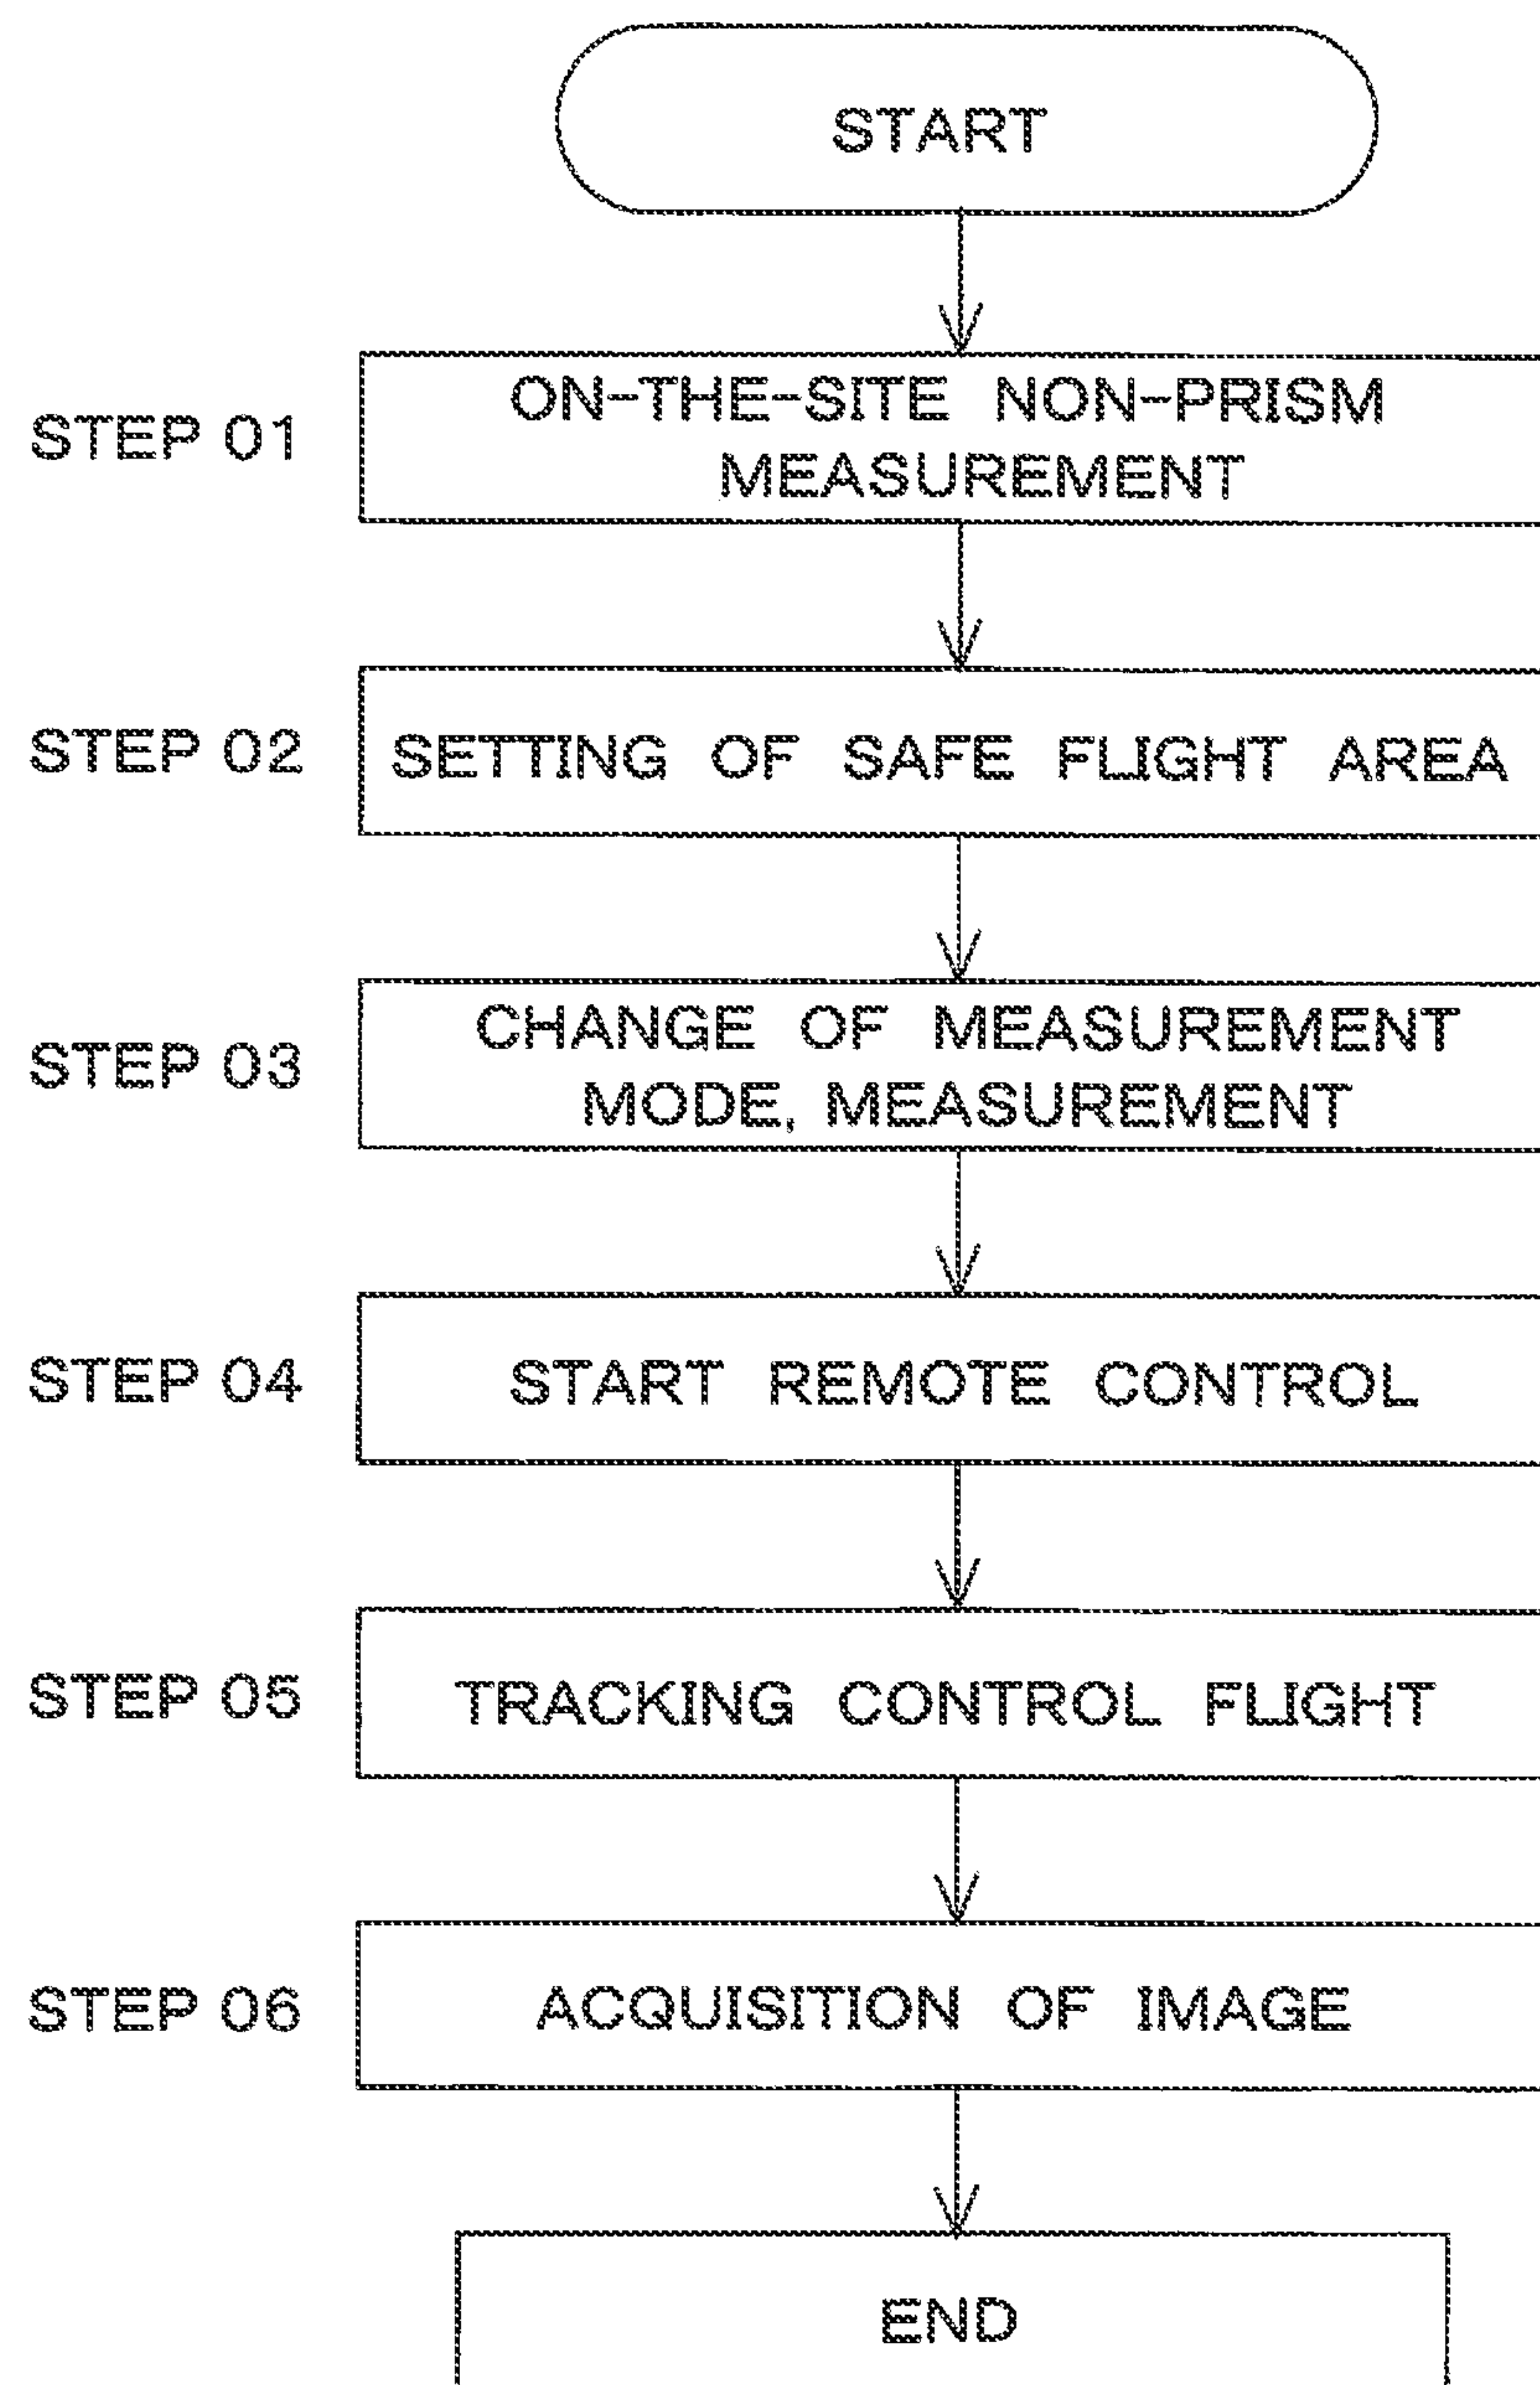 START
STEP 01
ON-THE-SITE NON-PRISM
MEASUREMENT
STEP 02
SETTING OF SAFE FLIGHT AREA
STEP 03
CHANGE OF MEASUREMENT
MODE, MEASUREMENT
STEP 04
START REMOTE CONTROL
STEP 05
TRACKING CONTROL FLIGHT
STEP 06
ACQUISITION OF IMAGE
END